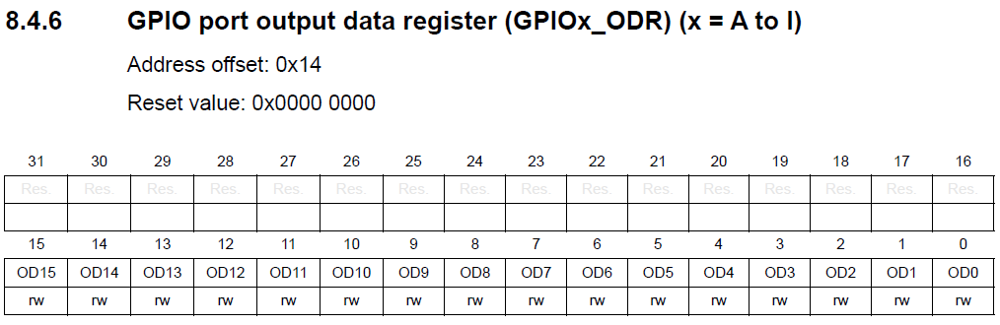 8.4.6 GPIO port output data register (GPIOx_ODR) (x = A to I)
Address offset: 0x14
Reset value: 0x0000 0000
31 30 29 28 27 26 25 24 23 22 21 20 19 18 17 16
Res. Res. Res. Res. Res. Res. Res. Res. Res. Res. Res. Res. Res. Res. Res. Res.
15 14 13 12 11 10 9 8 7 6 5 4 3 2 1 0
OD15 OD14 OD13 OD12 OD11 OD10 OD9 OD8 OD7 OD6 OD5 OD4 OD3 OD2 OD1 OD0
rw rw rw rw rw rw rw rw rw rw rw rw rw rw rw rw